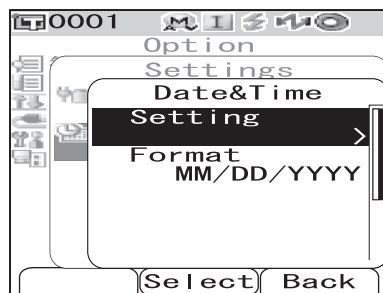 0001 M I
Option
Settings
Date&Time
Setting
>
Format
MM/DD/YYYY
Select Back